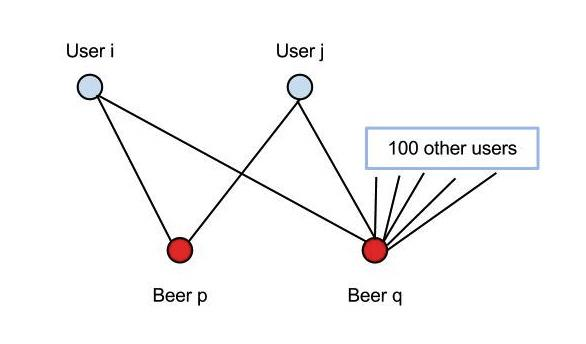 User i
User j
100 other users
Beer p
Beer q